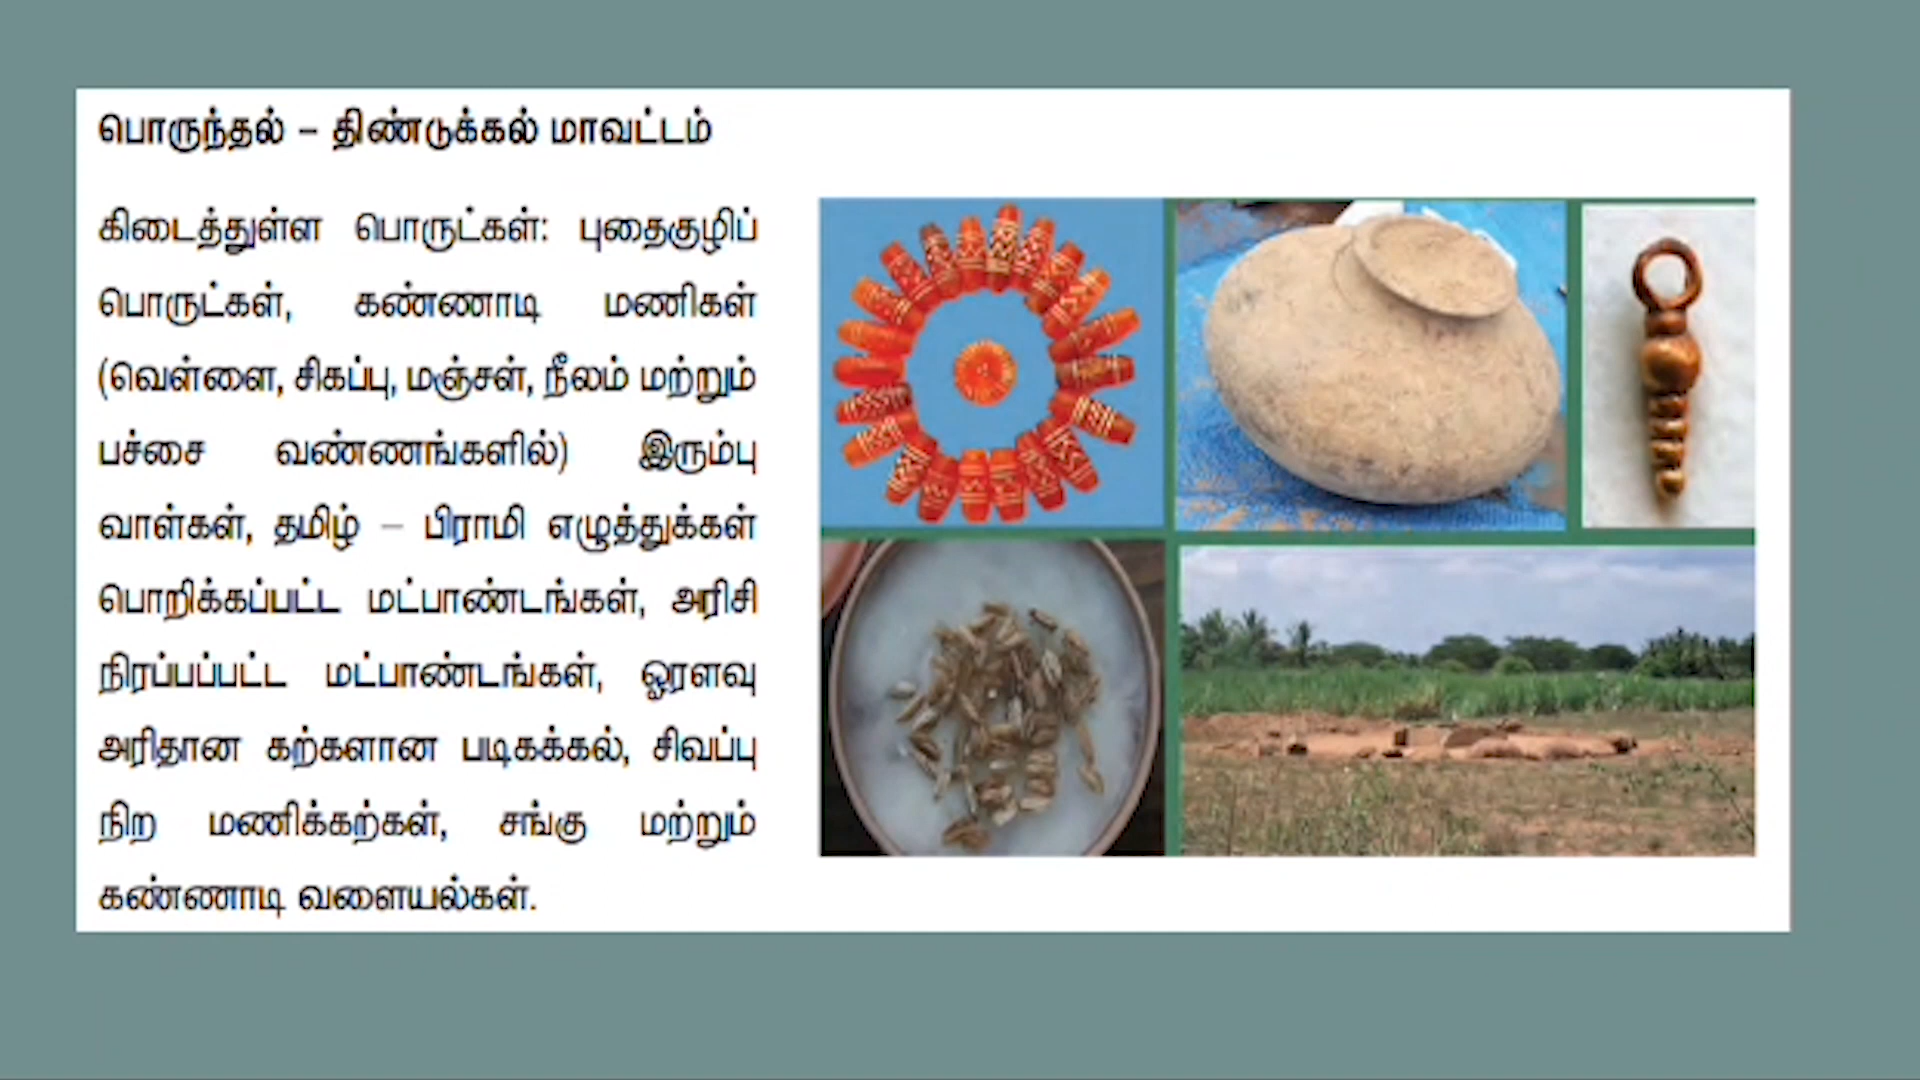 பொருந்தல் – திண்டுக்கல் மாவட்டம்
கிடைத்துள்ள பொருட்கள்: புதைகுழிப்
பொருட்கள், கண்ணாடி மணிகள்
(வெள்ளை, சிகப்பு, மஞ்சள், நீலம் மற்றும்
பச்சை வண்ணங்களில்) இரும்பு
வாள்கள், தமிழ் – பிராமி எழுத்துக்கள்
பொறிக்கப்பட்ட மட்பாண்டங்கள், அரிசி
நிரப்பப்பட்ட மட்பாண்டங்கள், ஓரளவு
அரிதான கற்களான படிகக்கல், சிவப்பு
நிற மணிக்கற்கள், சங்கு மற்றும்
கண்ணாடி வளையல்கள்.